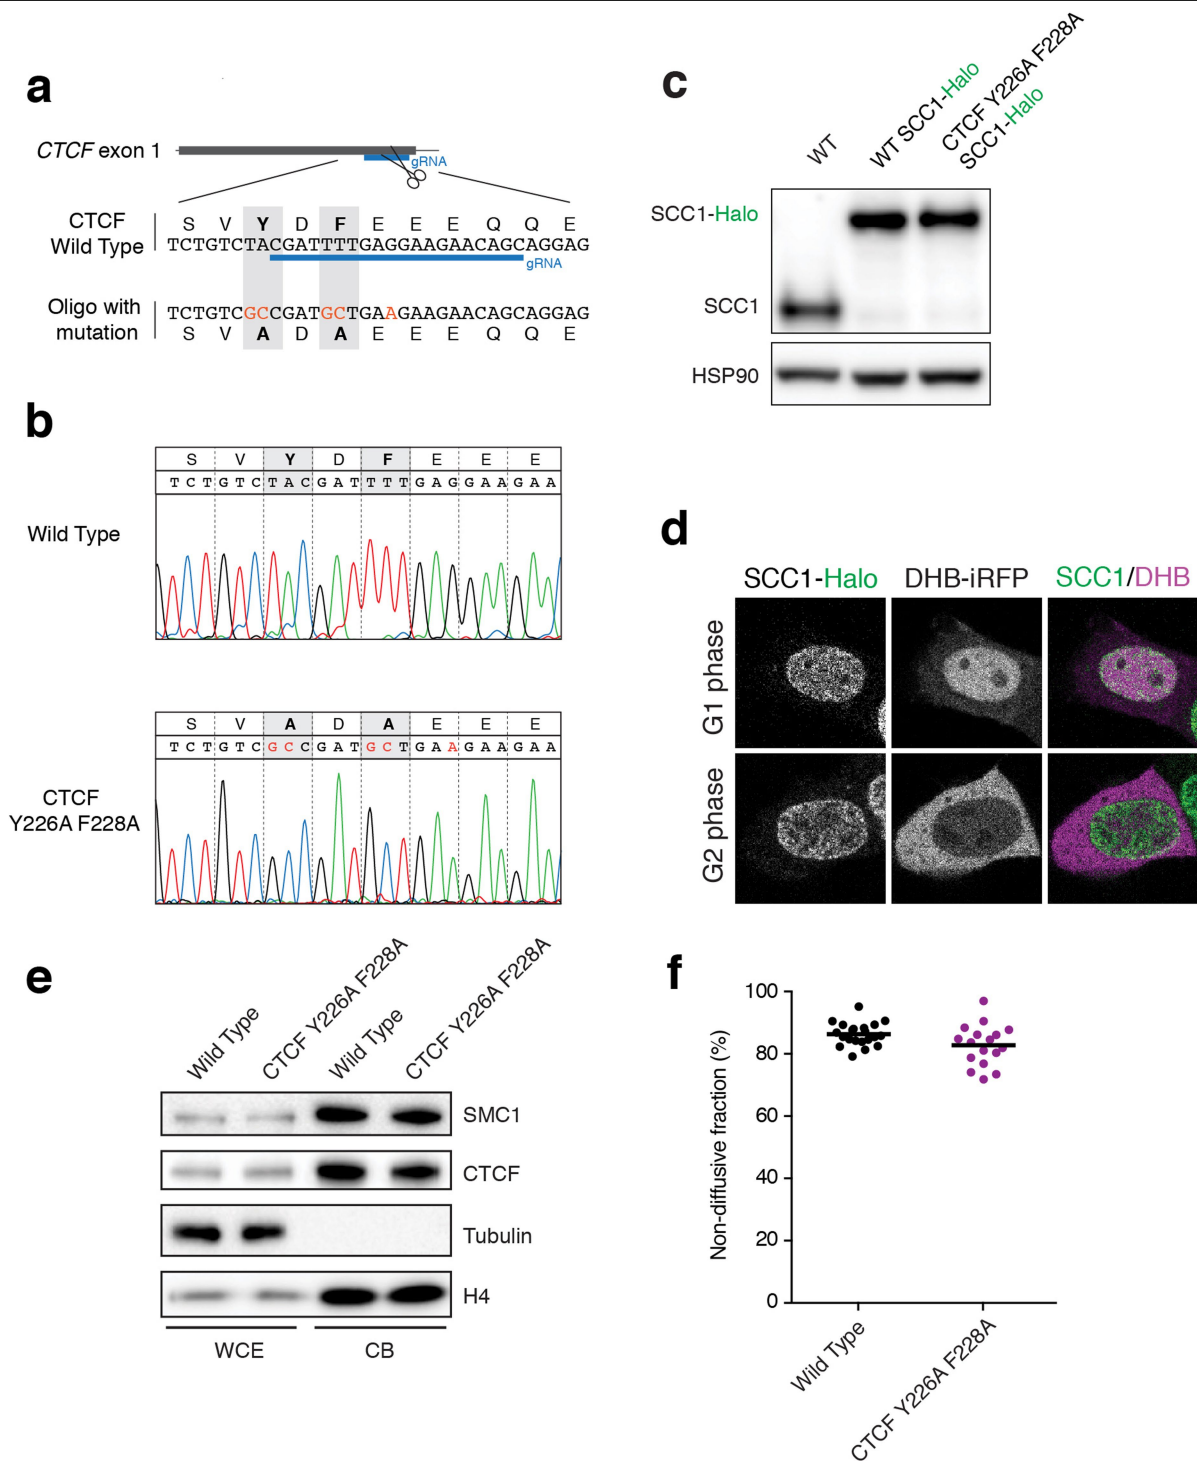 a
CTCF exon 1
gRNA
CTCF
Wild Type
S V Y D F E E E Q Q E
TCTGTCTACGATTTTGAGGAAGAACAGCAGGAG
gRNA
Oligo with
mutation
TCTGTCGCCGATGCTGAAGAAGAACAGCAGGAG
S V A D A E E E Q Q E
b
Wild Type
S V Y D F E E E
T C T G T C T A C G A T T T T G A G G A A G A A
CTCF
Y226A F228A
S V A D A E E E
T C T G T C G C C G A T G C T G A A G A A G A A
c
WT
WT SCC1-Halo
CTCF Y226A F228A
SCC1-Halo
SCC1-Halo
SCC1
HSP90
d
SCC1-Halo DHB-iRFP SCC1/DHB
G1 phase
G2 phase
e
Wild Type
CTCF Y226A F228A
Wild Type
CTCF Y226A F228A
SMC1
CTCF
Tubulin
H4
WCE CB
f
Non-diffusive fraction (%)
100
80
60
40
20
0
Wild Type
CTCF Y226A F228A